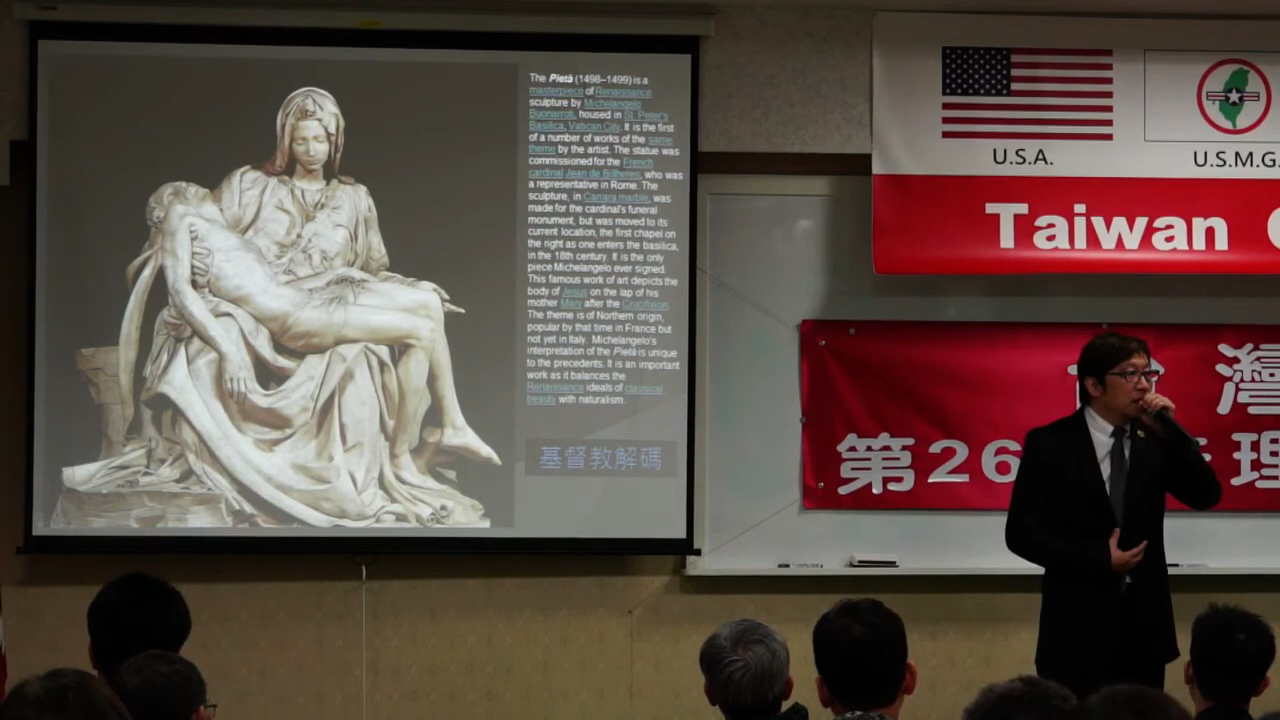 The Pietà (1498–1499) is a
masterpiece of Renaissance
sculpture by Michelangelo
Buonarroti, housed in St. Peter's
Basilica, Vatican City. It is the first
of a number of works of the same
theme by the artist. The statue was
commissioned for the French
cardinal Jean de Billheres, who was
a representative in Rome. The
sculpture, in Carrara marble, was
made for the cardinal's funeral
monument, but was moved to its
current location, the first chapel on
the right as one enters the basilica,
in the 18th century. It is the only
piece Michelangelo ever signed.
This famous work of art depicts the
body of Jesus on the lap of his
mother Mary after the Crucifixion.
The theme is of Northern origin,
popular by that time in France but
not yet in Italy. Michelangelo's
interpretation of the Pietà is unique
to the precedents. It is an important
work as it balances the
Renaissance ideals of classical
beauty with naturalism.
基督教解碼
U.S.A.
U.S.M.G.
Taiwan
灣
第26 理